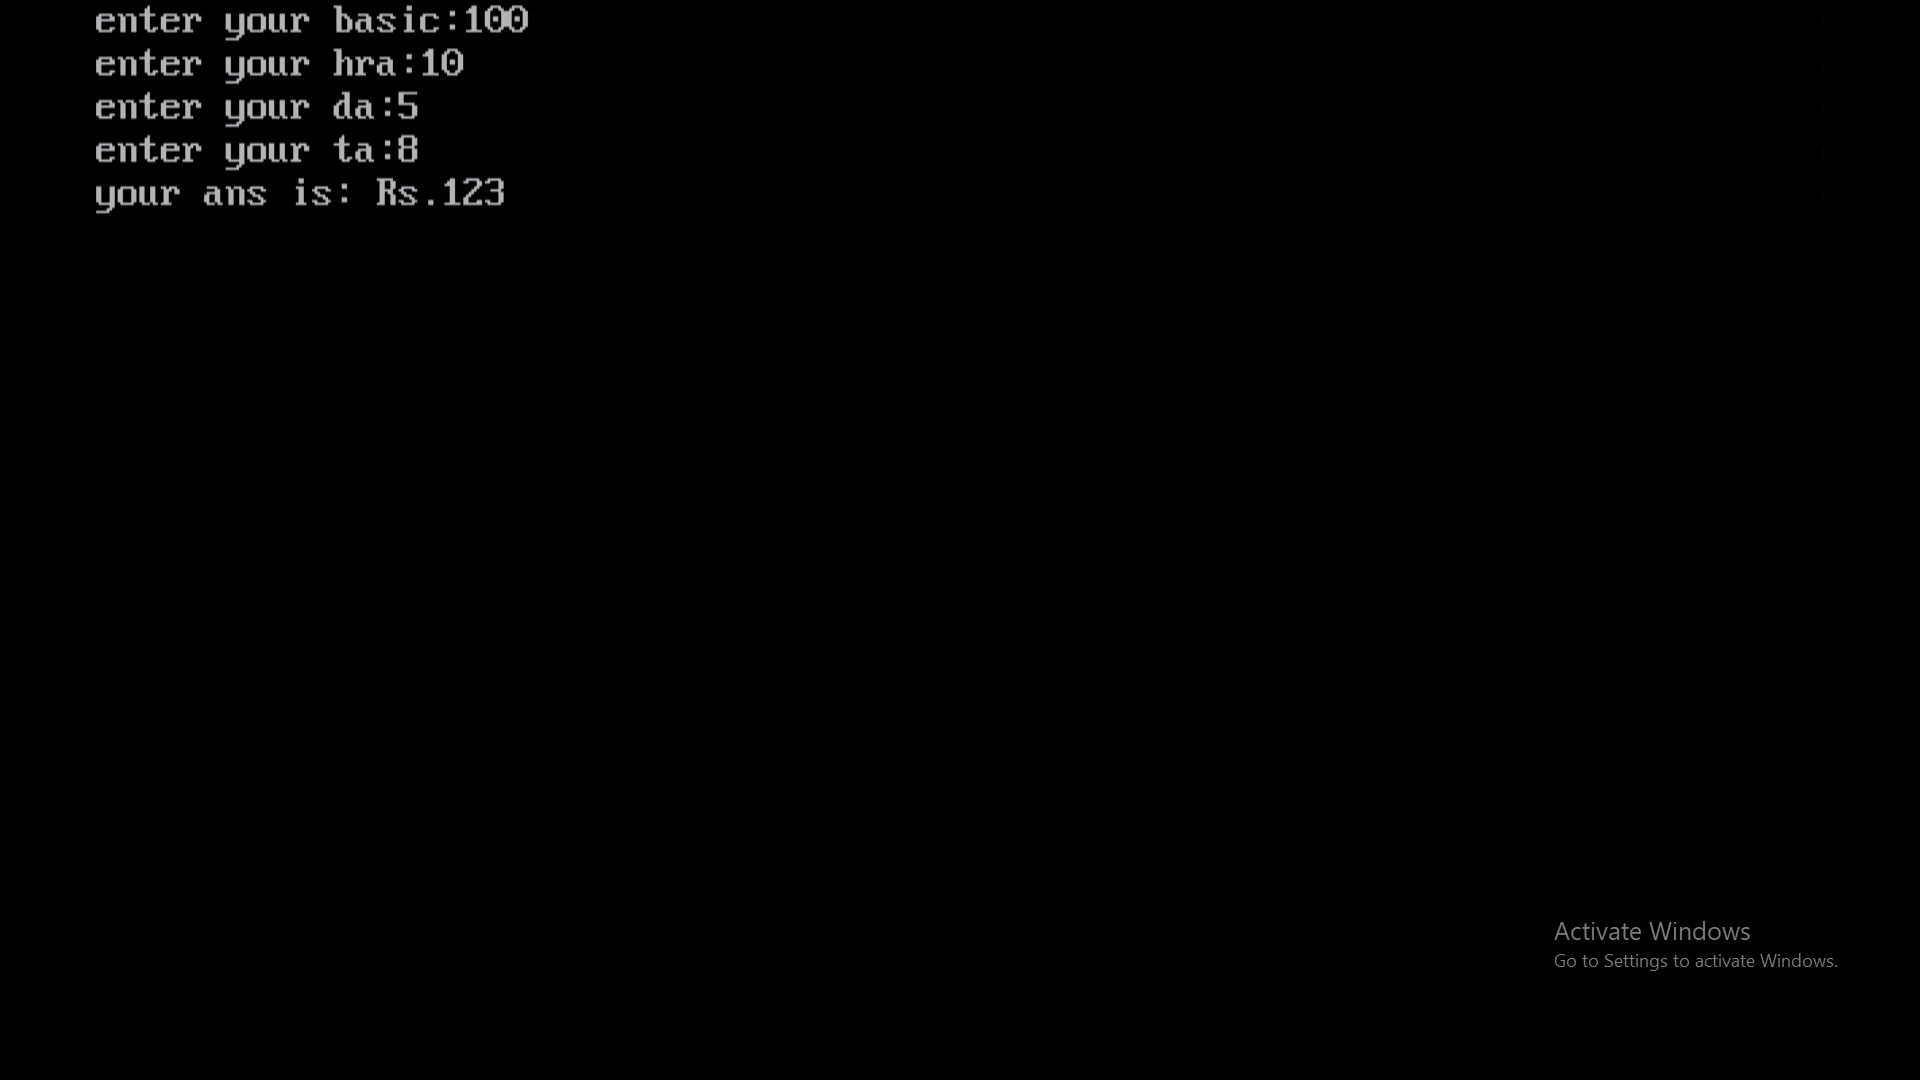 enter your basic:100
enter your hra:10
enter your da:5
enter your ta:8
your ans is: Rs.123
Activate Windows
Go to Settings to activate Windows.